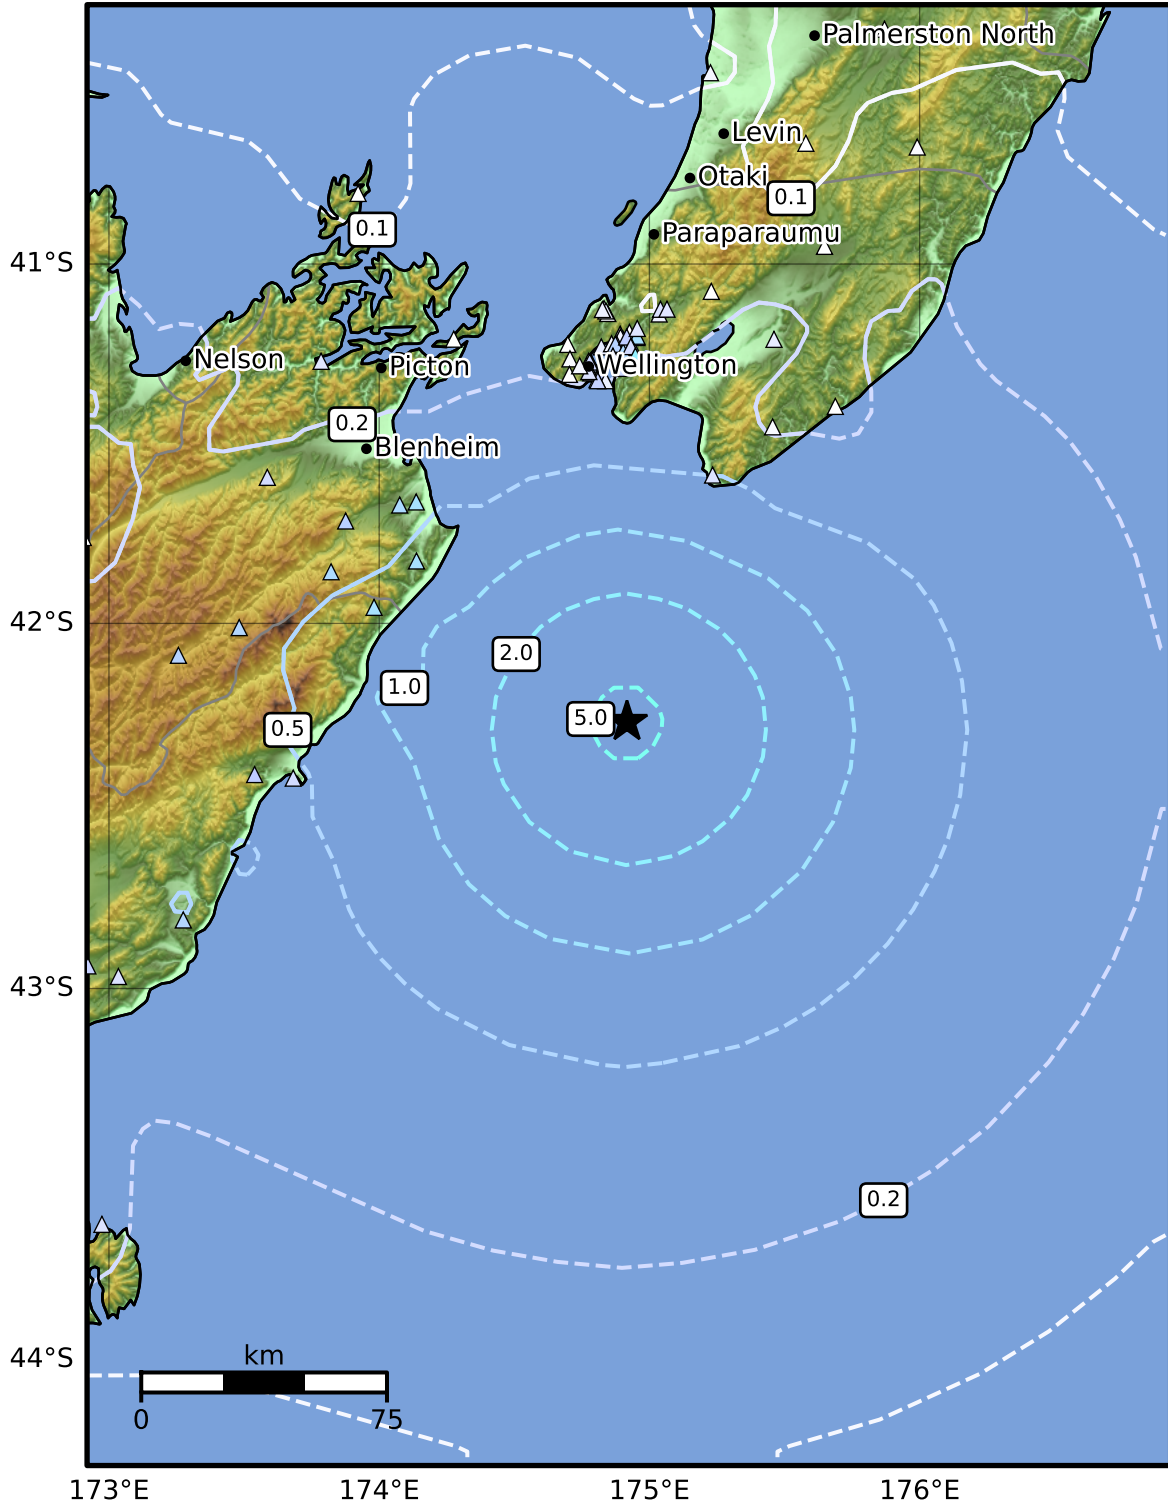 Palmerston North
Levin
Otaki
0.1
0.1
Paraparaumu
41°S
Nelson
Picton
Wellington
0.2
Blenheim
42°S
2.0
1.0
5.0
0.5
43°S
0.2
44°S
km
0
75
173°E
174°E
175°E
176°E